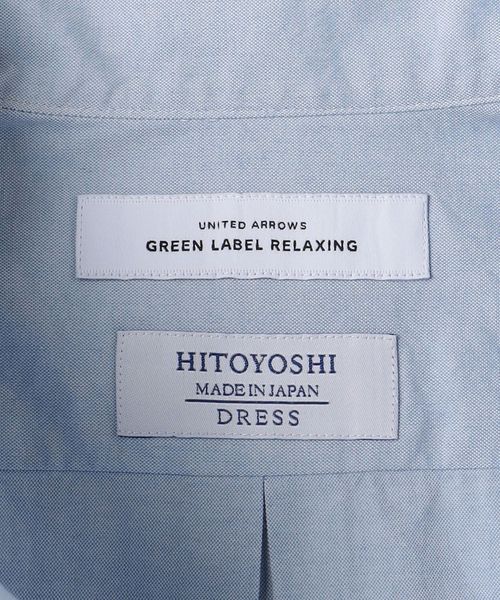 UNITED ARROWS
GREEN LABEL RELAXING
HITOYOSHI
MADE IN JAPAN
DRESS